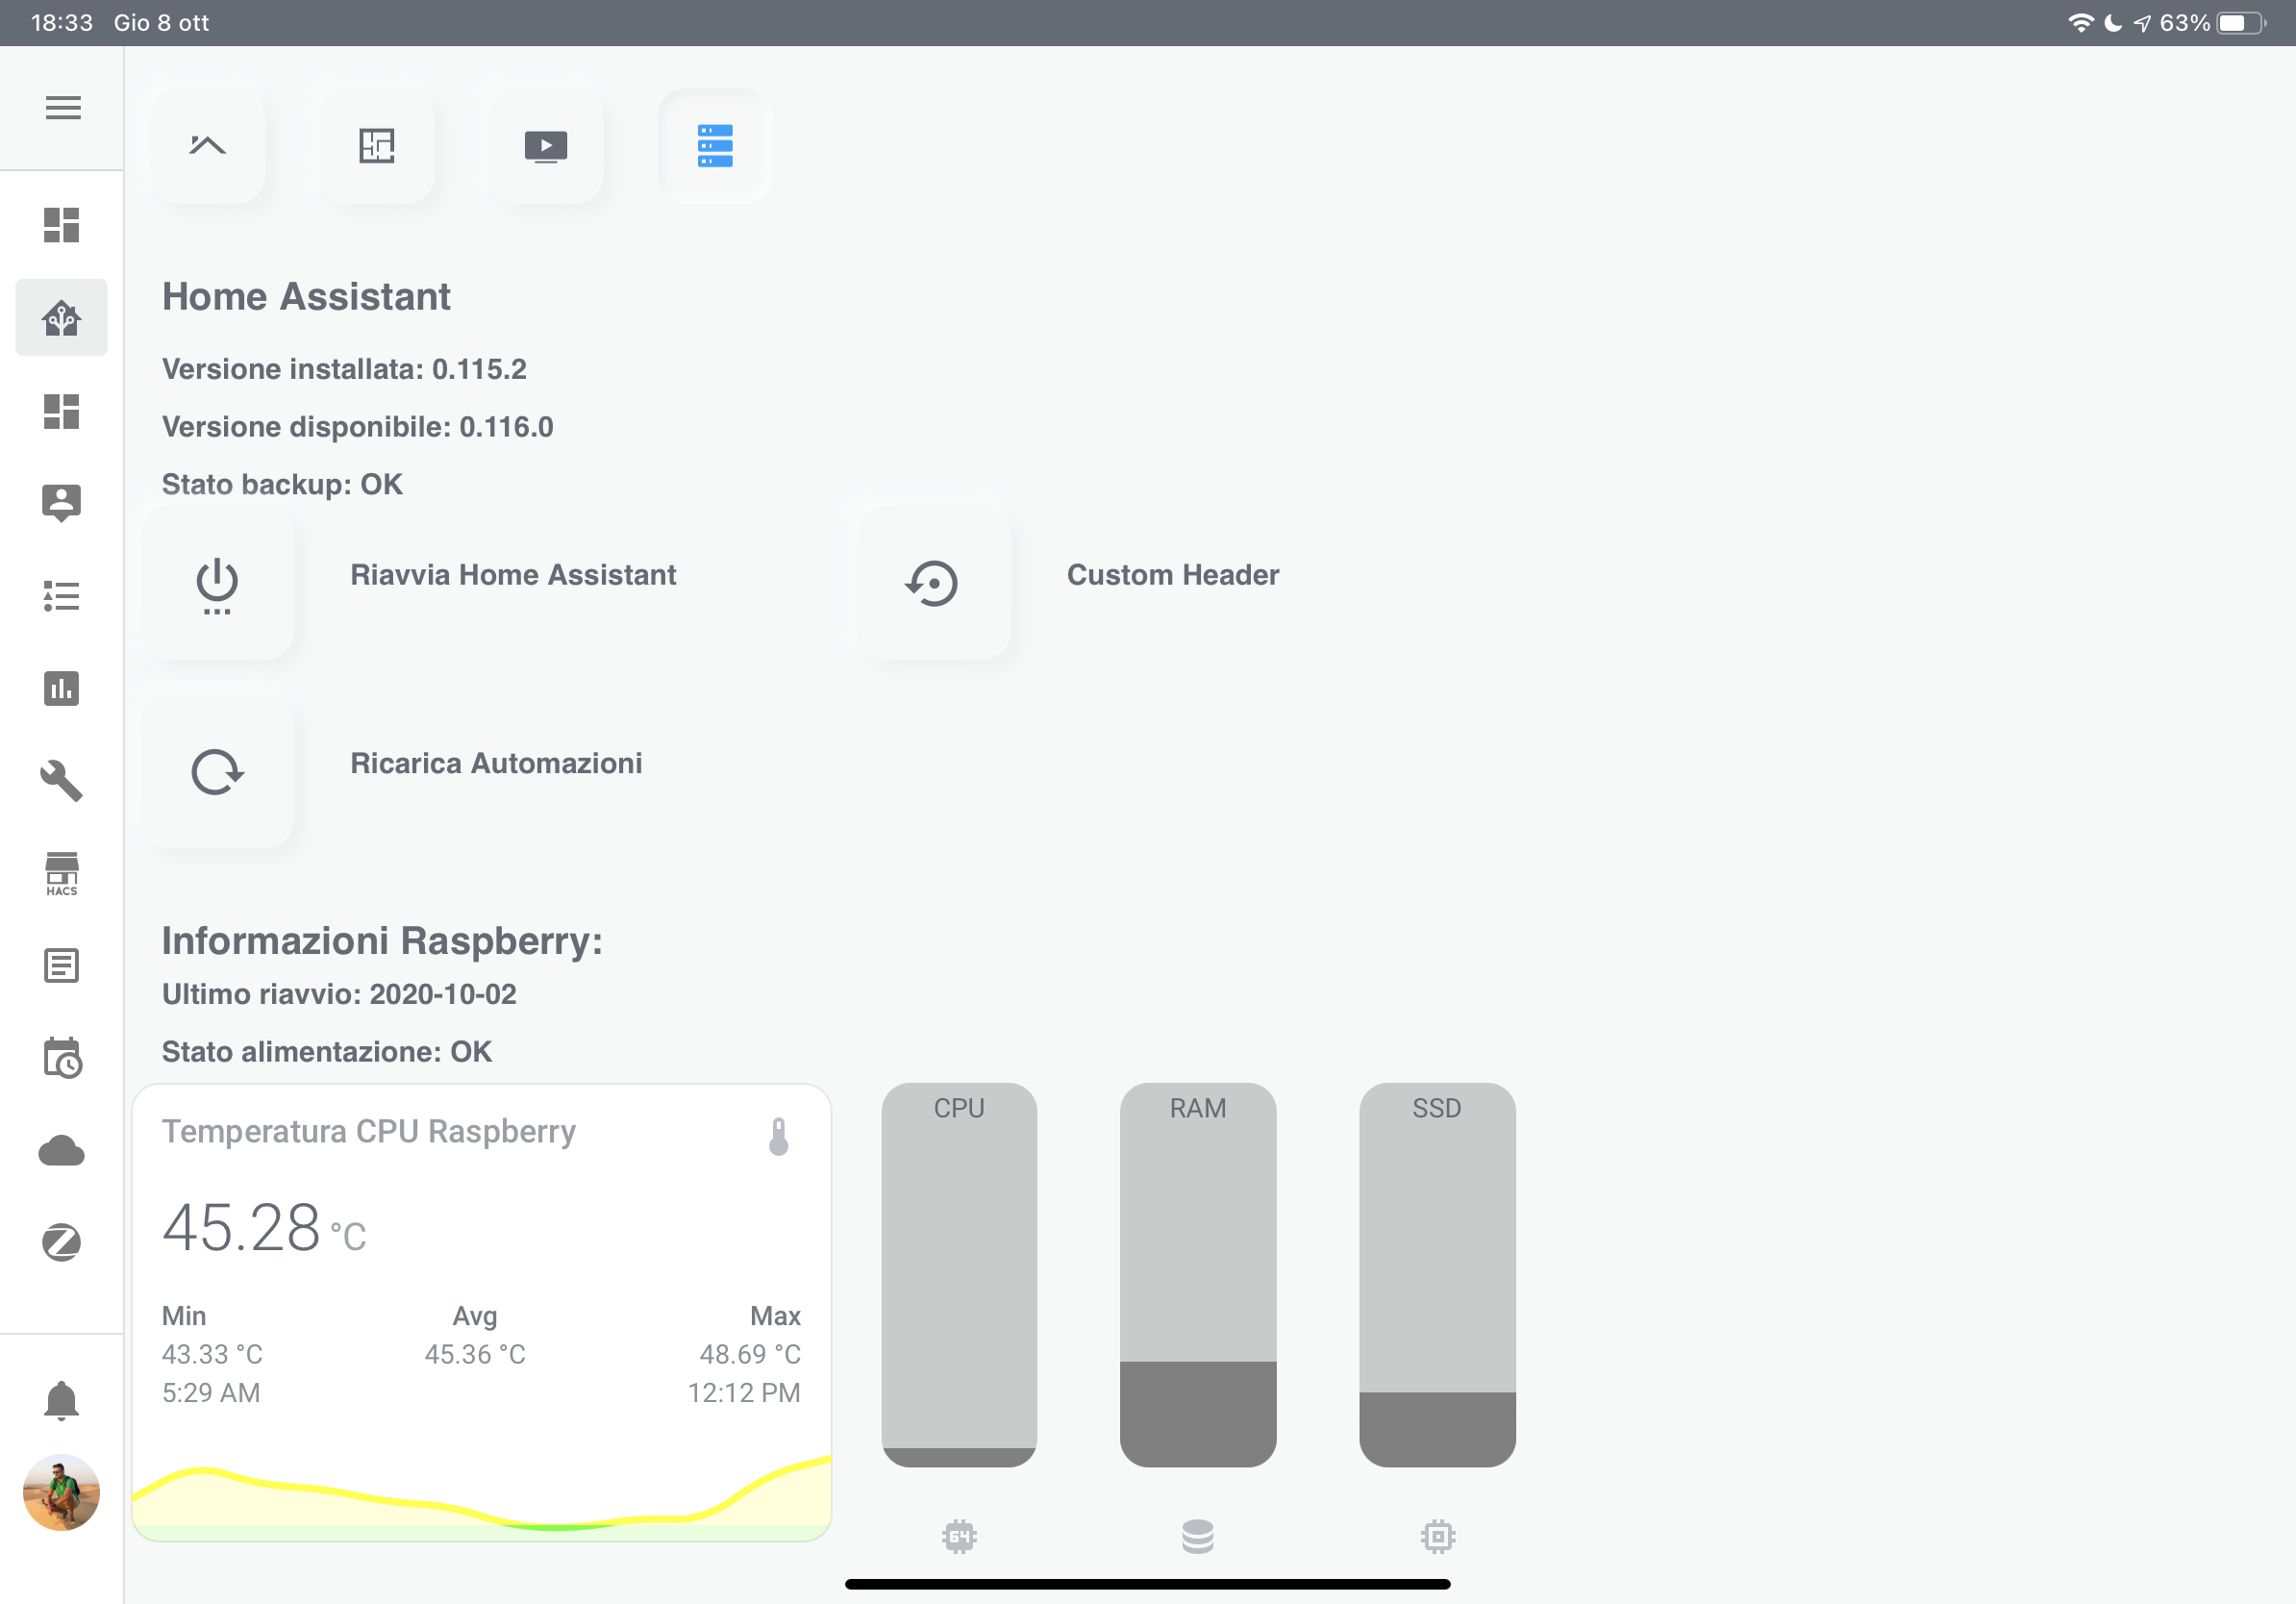 18:33 Gio 8 ott 63%
Home Assistant
Versione installata: 0.115.2
Versione disponibile: 0.116.0
Stato backup: OK
Riavvia Home Assistant
Custom Header
Ricarica Automazioni
HACS
Informazioni Raspberry:
Ultimo riavvio: 2020-10-02
Stato alimentazione: OK
Temperatura CPU Raspberry
45.28 °C
Min Avg Max
43.33 °C 45.36 °C 48.69 °C
5:29 AM 12:12 PM
CPU RAM SSD
64